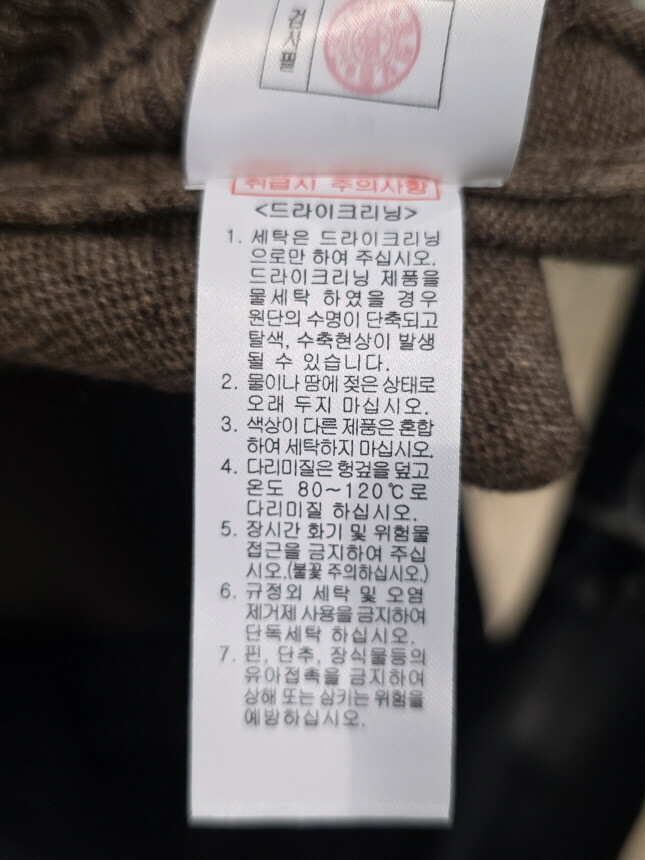 검사필
취급시 주의사항
<드라이크리닝>
1. 세탁은 드라이크리닝
으로만 하여 주십시오.
드라이크리닝 제품을
물세탁 하였을 경우
원단의 수명이 단축되고
탈색, 수축현상이 발생
될 수 있습니다.
2. 물이나 땀에 젖은 상태로
오래 두지 마십시오.
3. 색상이 다른 제품은 혼합
하여 세탁하지 마십시오.
4. 다리미질은 헝겊을 덮고
온도 80~120℃로
다리미질 하십시오.
5. 장시간 화기 및 위험물
접근을 금지하여 주십
시오.(불꽃 주의하십시오.)
6. 규정외 세탁 및 오염
제거제 사용을 금지하여
단독세탁 하십시오.
7. 핀, 단추, 장식물등의
유아접촉을 금지하여
상해 또는 삼키는 위험을
예방하십시오.